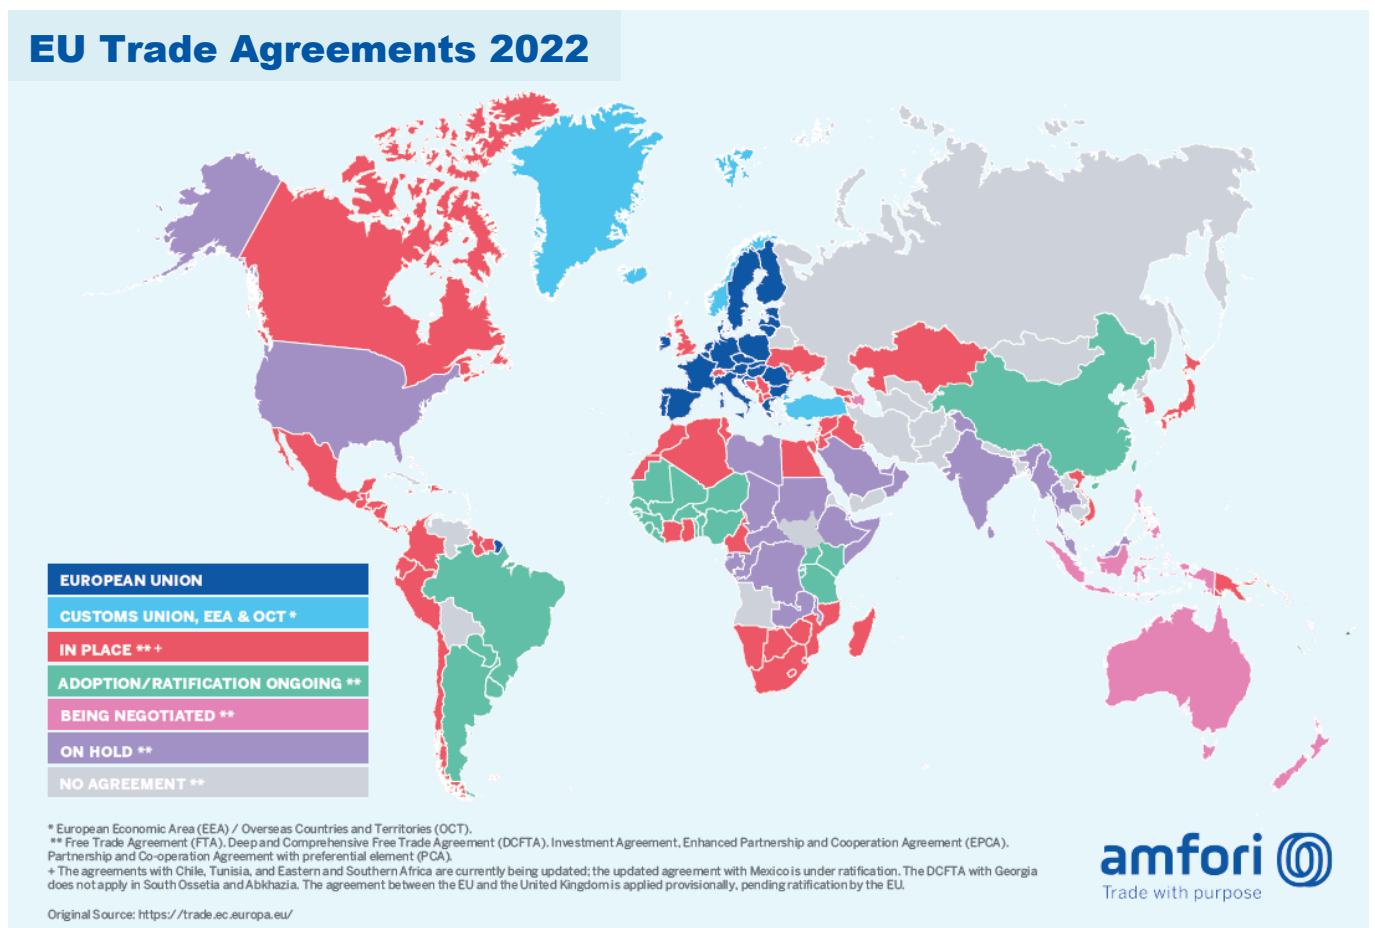 EU Trade Agreements 2022
EUROPEAN UNION
CUSTOMS UNION, EEA & OCT *
IN PLACE ** +
ADOPTION/RATIFICATION ONGOING **
BEING NEGOTIATED **
ON HOLD **
NO AGREEMENT **
* European Economic Area (EEA) / Overseas Countries and Territories (OCT).
** Free Trade Agreement (FTA). Deep and Comprehensive Free Trade Agreement (DCFTA). Investment Agreement, Enhanced Partnership and Cooperation Agreement (EPCA).
Partnership and Co-operation Agreement with preferential element (PCA).
+ The agreements with Chile, Tunisia, and Eastern and Southern Africa are currently being updated; the updated agreement with Mexico is under ratification. The DCFTA with Georgia
does not apply in South Ossetia and Abkhazia. The agreement between the EU and the United Kingdom is applied provisionally, pending ratification by the EU.
Original Source: https://trade.ec.europa.eu/
amfori
Trade with purpose